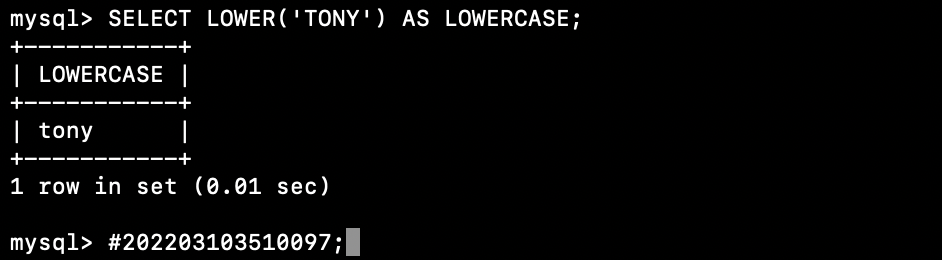 mysql> SELECT LOWER('TONY') AS LOWERCASE;
+-----------+
| LOWERCASE |
+-----------+
| tony      |
+-----------+
1 row in set (0.01 sec)
mysql> #202203103510097;